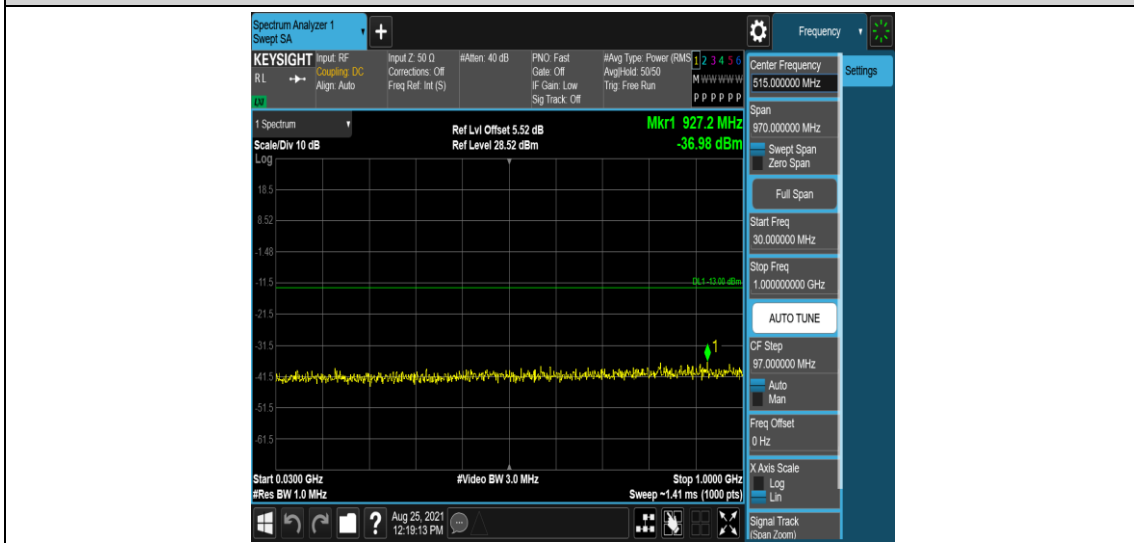 Spectrum Analyzer 1
Swept SA
+
Frequency
KEYSIGHT
RL
LXI
Input: RF
Coupling: DC
Align: Auto
Input Z: 50 Ω
Corrections: Off
Freq Ref: Int (S)
#Atten: 40 dB
PNO: Fast
Gate: Off
IF Gain: Low
Sig Track: Off
#Avg Type: Power (RMS
Avg|Hold: 50/50
Trig: Free Run
1 2 3 4 5 6
M W W W W W
P P P P P P
1 Spectrum
Scale/Div 10 dB
Ref Lvl Offset 5.52 dB
Ref Level 28.52 dBm
Mkr1 927.2 MHz
-36.98 dBm
Log
18.5
8.52
-1.48
-11.5
DL1 -13.00 dBm
-21.5
-31.5
1
-41.5
-51.5
-61.5
Start 0.0300 GHz
#Res BW 1.0 MHz
#Video BW 3.0 MHz
Stop 1.0000 GHz
Sweep ~1.41 ms (1000 pts)
?
Aug 25, 2021
12:19:13 PM
Settings
Center Frequency
515.000000 MHz
Span
970.000000 MHz
Swept Span
Zero Span
Full Span
Start Freq
30.000000 MHz
Stop Freq
1.000000000 GHz
AUTO TUNE
CF Step
97.000000 MHz
Auto
Man
Freq Offset
0 Hz
X Axis Scale
Log
Lin
Signal Track
(Span Zoom)